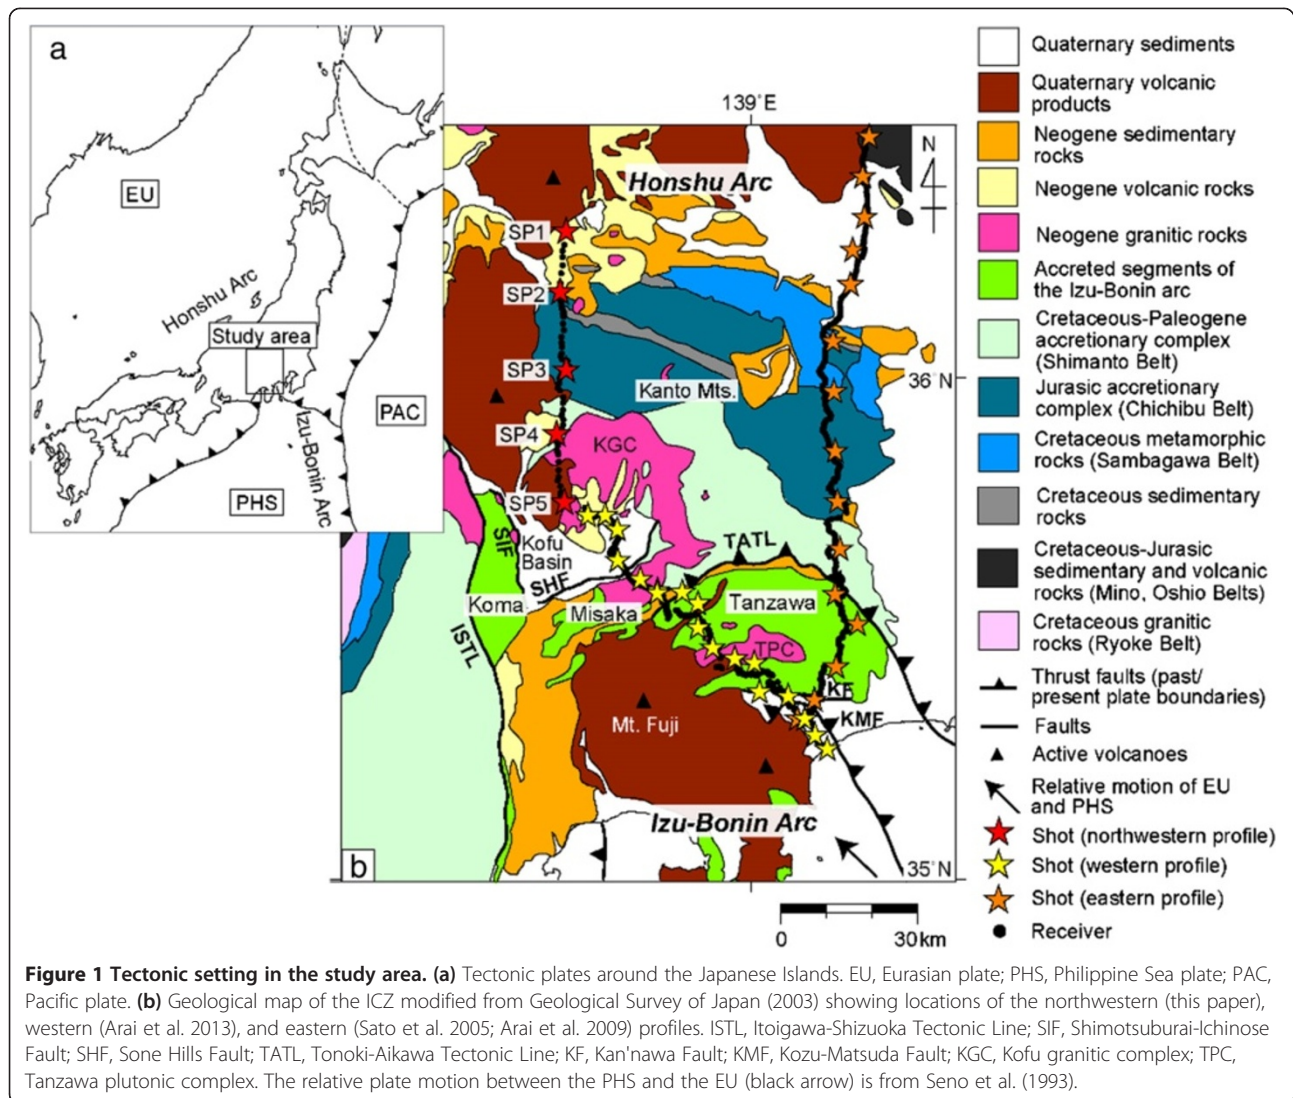 a
EU
Honshu Arc
Study area
PAC
Izu-Bonin Arc
PHS
139°E
N
Honshu Arc
SP1
SP2
SP3
36°N
Kanto Mts.
SP4
KGC
SP5
SIF
Kofu
Basin
TATL
SHF
Koma
Misaka
Tanzawa
ISTL
TPC
KF
KMF
Mt. Fuji
Izu-Bonin Arc
b
35°N
0 30km
Quaternary sediments
Quaternary volcanic
products
Neogene sedimentary
rocks
Neogene volcanic rocks
Neogene granitic rocks
Accreted segments of
the Izu-Bonin arc
Cretaceous-Paleogene
accretionary complex
(Shimanto Belt)
Jurasic accretionary
complex (Chichibu Belt)
Cretaceous metamorphic
rocks (Sambagawa Belt)
Cretaceous sedimentary
rocks
Cretaceous-Jurasic
sedimentary and volcanic
rocks (Mino, Oshio Belts)
Cretaceous granitic
rocks (Ryoke Belt)
Thrust faults (past/
present plate boundaries)
Faults
Active volcanoes
Relative motion of EU
and PHS
Shot (northwestern profile)
Shot (western profile)
Shot (eastern profile)
Receiver
Figure 1 Tectonic setting in the study area. (a) Tectonic plates around the Japanese Islands. EU, Eurasian plate; PHS, Philippine Sea plate; PAC,
Pacific plate. (b) Geological map of the ICZ modified from Geological Survey of Japan (2003) showing locations of the northwestern (this paper),
western (Arai et al. 2013), and eastern (Sato et al. 2005; Arai et al. 2009) profiles. ISTL, Itoigawa-Shizuoka Tectonic Line; SIF, Shimotsuburai-Ichinose
Fault; SHF, Sone Hills Fault; TATL, Tonoki-Aikawa Tectonic Line; KF, Kan'nawa Fault; KMF, Kozu-Matsuda Fault; KGC, Kofu granitic complex; TPC,
Tanzawa plutonic complex. The relative plate motion between the PHS and the EU (black arrow) is from Seno et al. (1993).